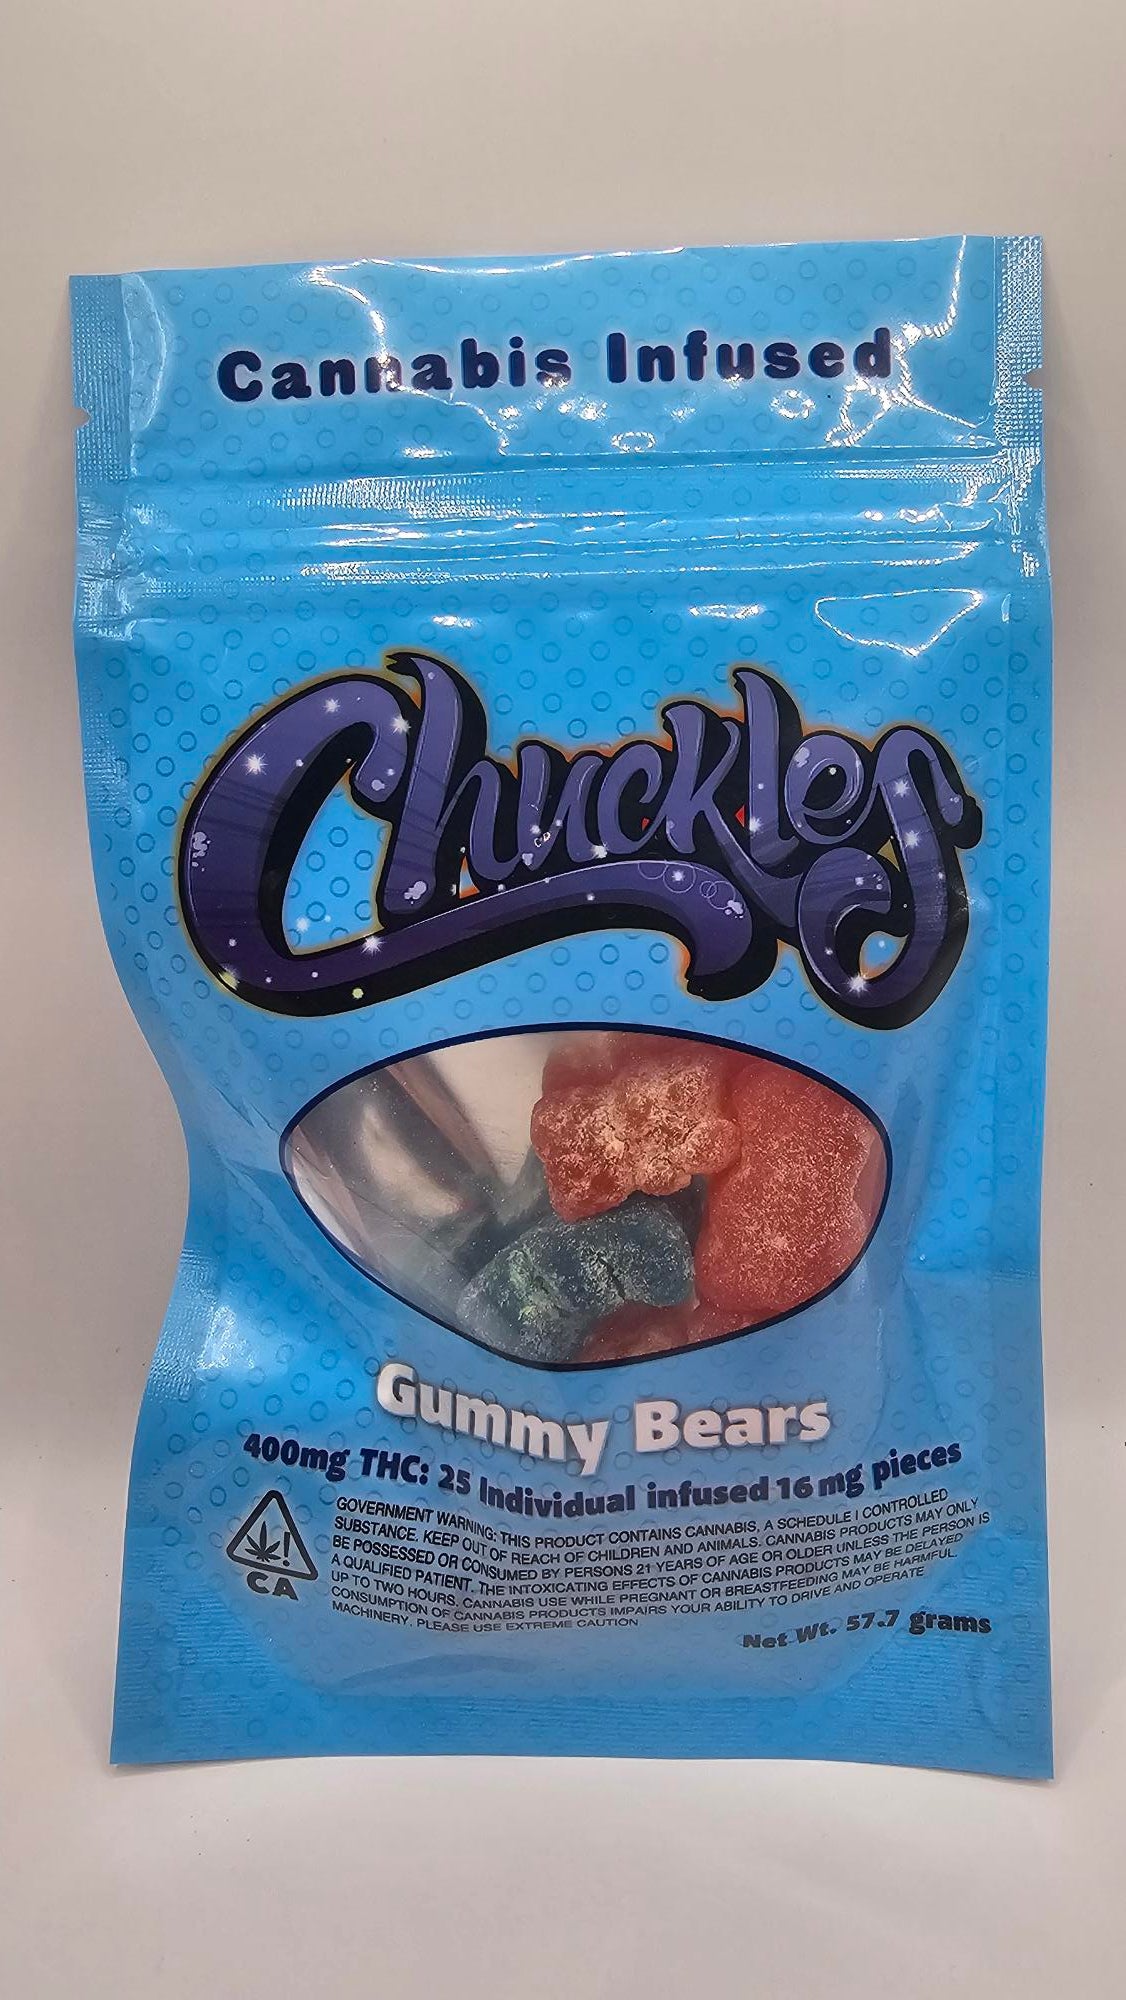 Cannabis Infused
Chuckles
Gummy Bears
400mg THC: 25 Individual infused 16 mg pieces
GOVERNMENT WARNING: THIS PRODUCT CONTAINS CANNABIS, A SCHEDULE I CONTROLLED
SUBSTANCE. KEEP OUT OF REACH OF CHILDREN AND ANIMALS. CANNABIS PRODUCTS MAY ONLY
BE POSSESSED OR CONSUMED BY PERSONS 21 YEARS OF AGE OR OLDER UNLESS THE PERSON IS
A QUALIFIED PATIENT. THE INTOXICATING EFFECTS OF CANNABIS PRODUCTS MAY BE DELAYED
UP TO TWO HOURS. CANNABIS USE WHILE PREGNANT OR BREASTFEEDING MAY BE HARMFUL.
CONSUMPTION OF CANNABIS PRODUCTS IMPAIRS YOUR ABILITY TO DRIVE AND OPERATE
MACHINERY. PLEASE USE EXTREME CAUTION
!
CA
Net Wt. 57.7 grams